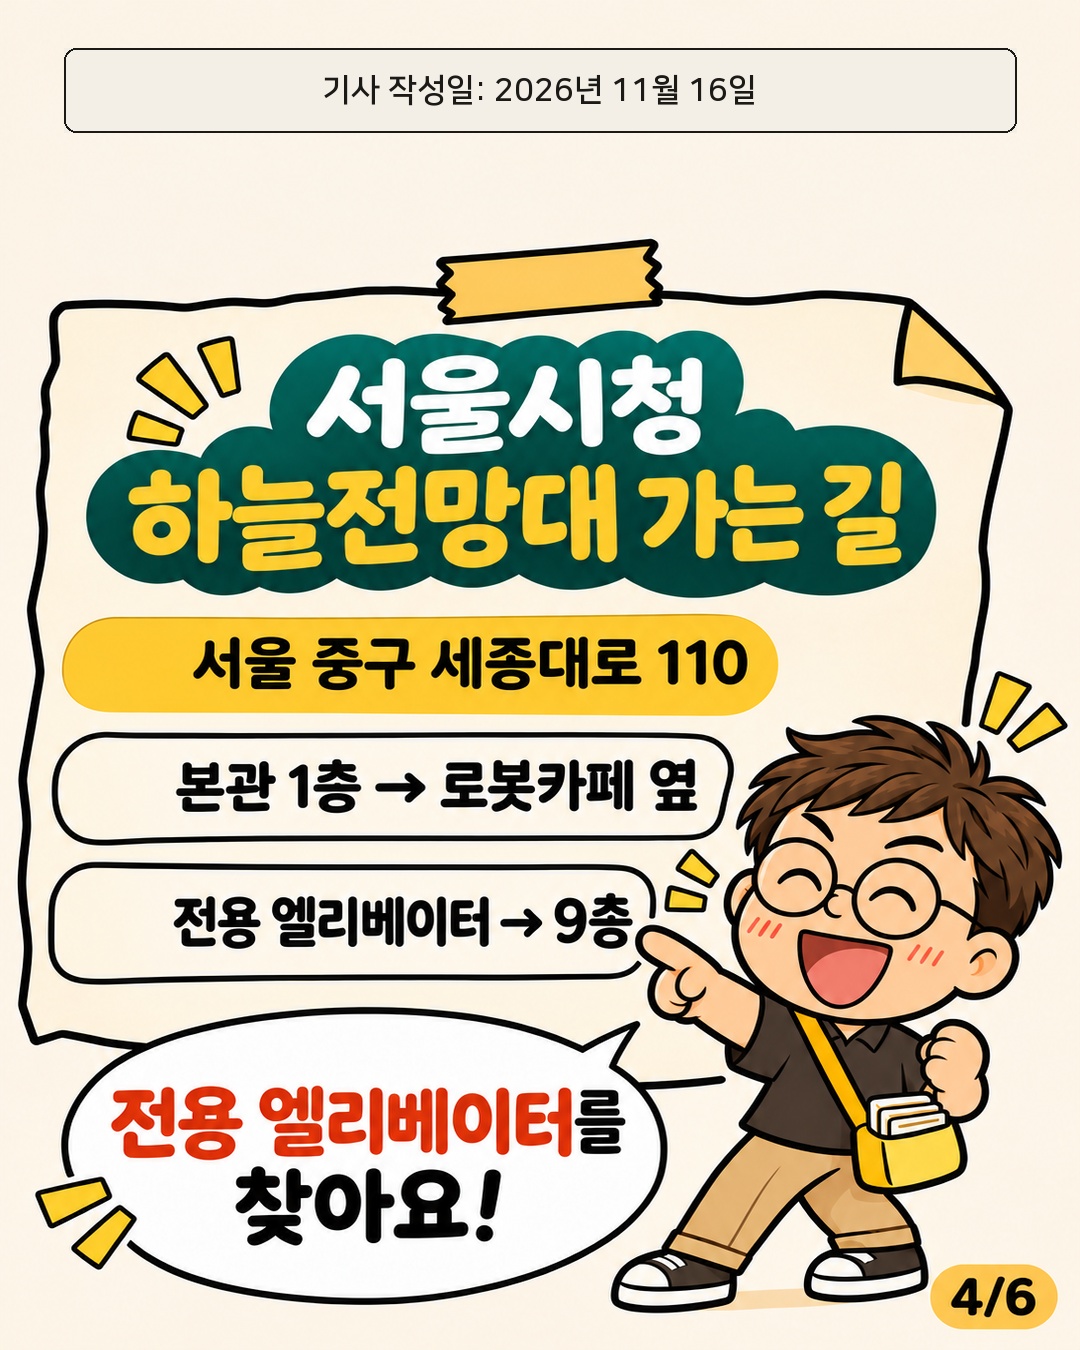 기사 작성일: 2026년 11월 16일
서울시청
하늘전망대 가는 길
서울 중구 세종대로 110
본관 1층 → 로봇카페 옆
전용 엘리베이터 → 9층
전용 엘리베이터를
찾아요!
4/6